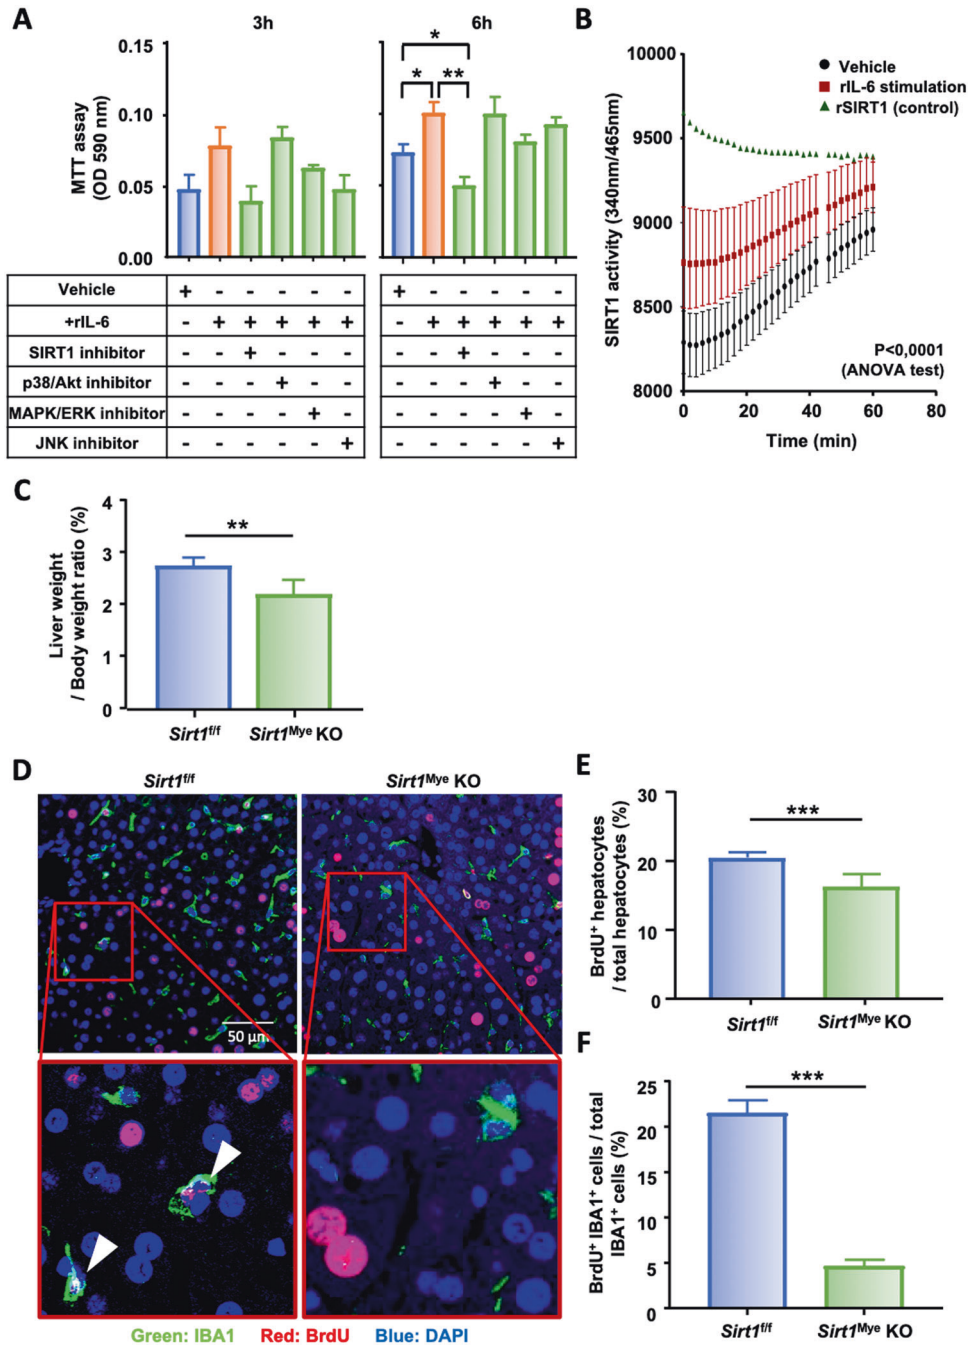 A
3h
6h
MTT assay
(OD 590 nm)
0.15
0.10
0.05
0.00
*
*
**
Vehicle + - - - - - + - - - - -
+rIL-6 - + + + + + - + + + + +
SIRT1 inhibitor - - + - - - - - + - - -
p38/Akt inhibitor - - - + - - - - - + - -
MAPK/ERK inhibitor - - - - + - - - - - + -
JNK inhibitor - - - - - + - - - - - +
B
SIRT1 activity (340nm/465nm)
10000
9500
9000
8500
8000
Vehicle
rIL-6 stimulation
rSIRT1 (control)
P<0,0001
(ANOVA test)
0 20 40 60 80
Time (min)
C
Liver weight
/ Body weight ratio (%)
4
3
2
1
0
**
Sirt1f/f
Sirt1Mye KO
D
Sirt1f/f
Sirt1Mye KO
50 µm
Green: IBA1 Red: BrdU Blue: DAPI
E
BrdU+ hepatocytes
/ total hepatocytes (%)
30
20
10
0
***
Sirt1f/f
Sirt1Mye KO
F
BrdU+ IBA1+ cells / total
IBA1+ cells (%)
25
20
15
10
5
0
***
Sirt1f/f
Sirt1Mye KO